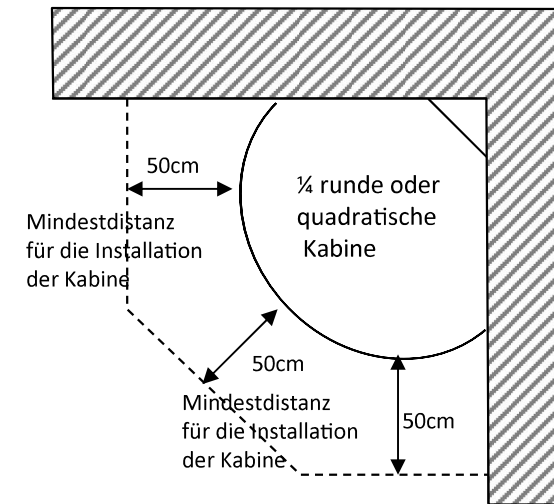 50cm
¼ runde oder
quadratische
Kabine
Mindestdistanz
für die Installation
der Kabine
50cm
Mindestdistanz
für die Installation
der Kabine
50cm